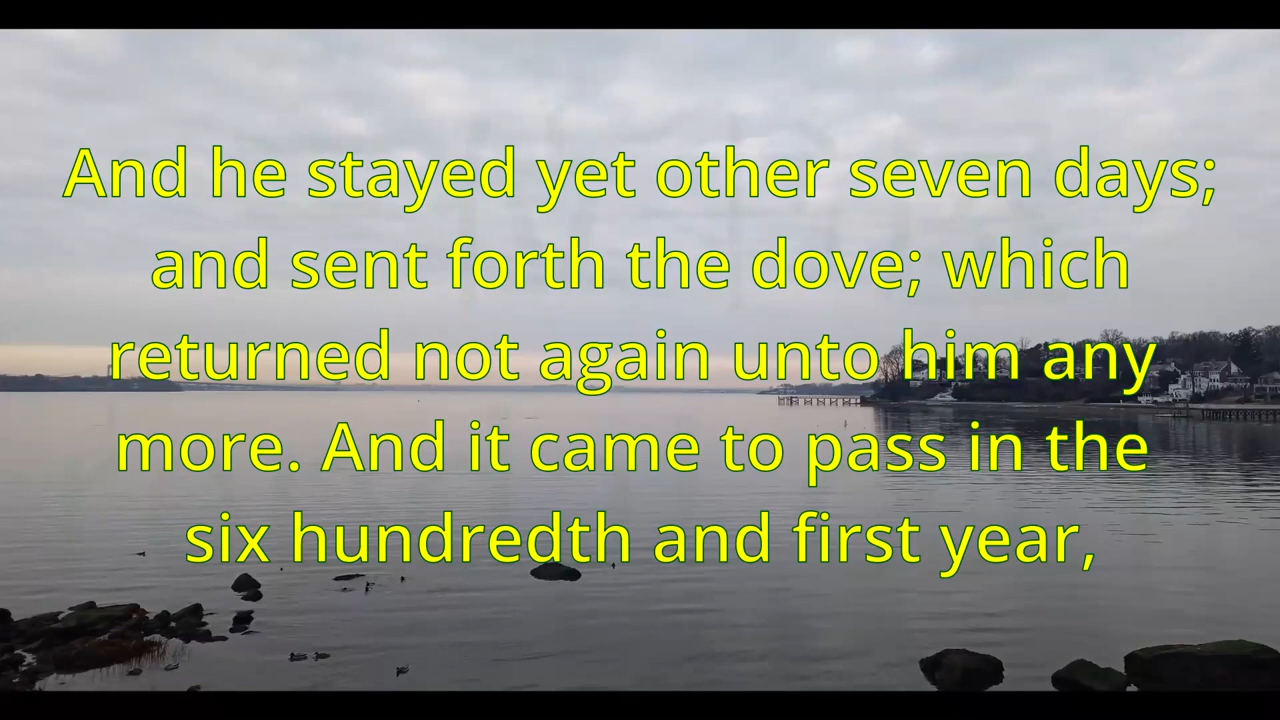 And he stayed yet other seven days;
and sent forth the dove; which
returned not again unto him any
more. And it came to pass in the
six hundredth and first year,